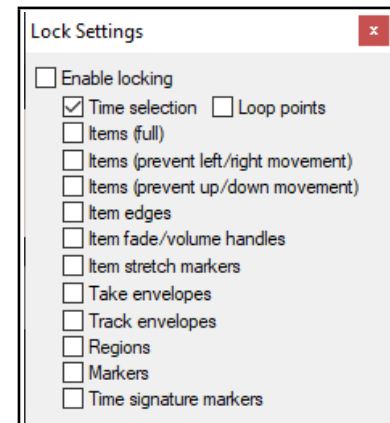 Lock Settings
x
Enable locking
Time selection Loop points
Items (full)
Items (prevent left/right movement)
Items (prevent up/down movement)
Item edges
Item fade/volume handles
Item stretch markers
Take envelopes
Track envelopes
Regions
Markers
Time signature markers